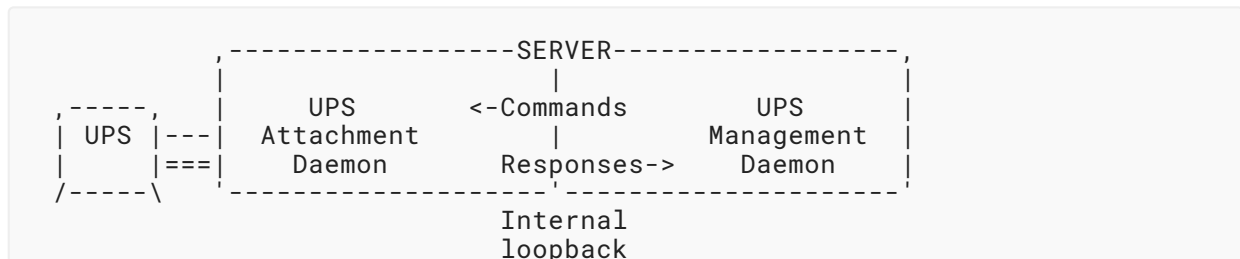 SERVER
UPS <-Commands UPS
UPS Attachment Management
Daemon Responses-> Daemon
Internal
loopback